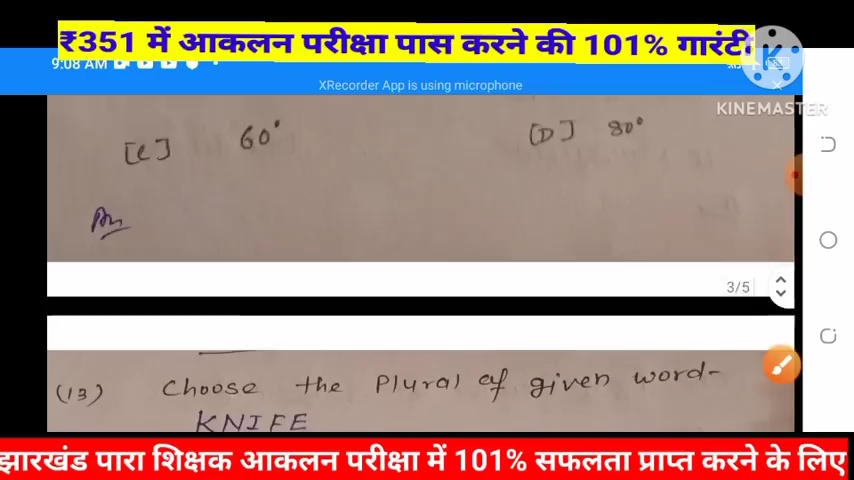 ₹351 में आकलन परीक्षा पास करने की 101% गारंटी
9:08 AM
XRecorder App is using microphone
KINEMASTER
[C] 60°
[D] 80°
Ans
3/5
(13) Choose the Plural of given word-
KNIFE
झारखंड पारा शिक्षक आकलन परीक्षा में 101% सफलता प्राप्त करने के लिए